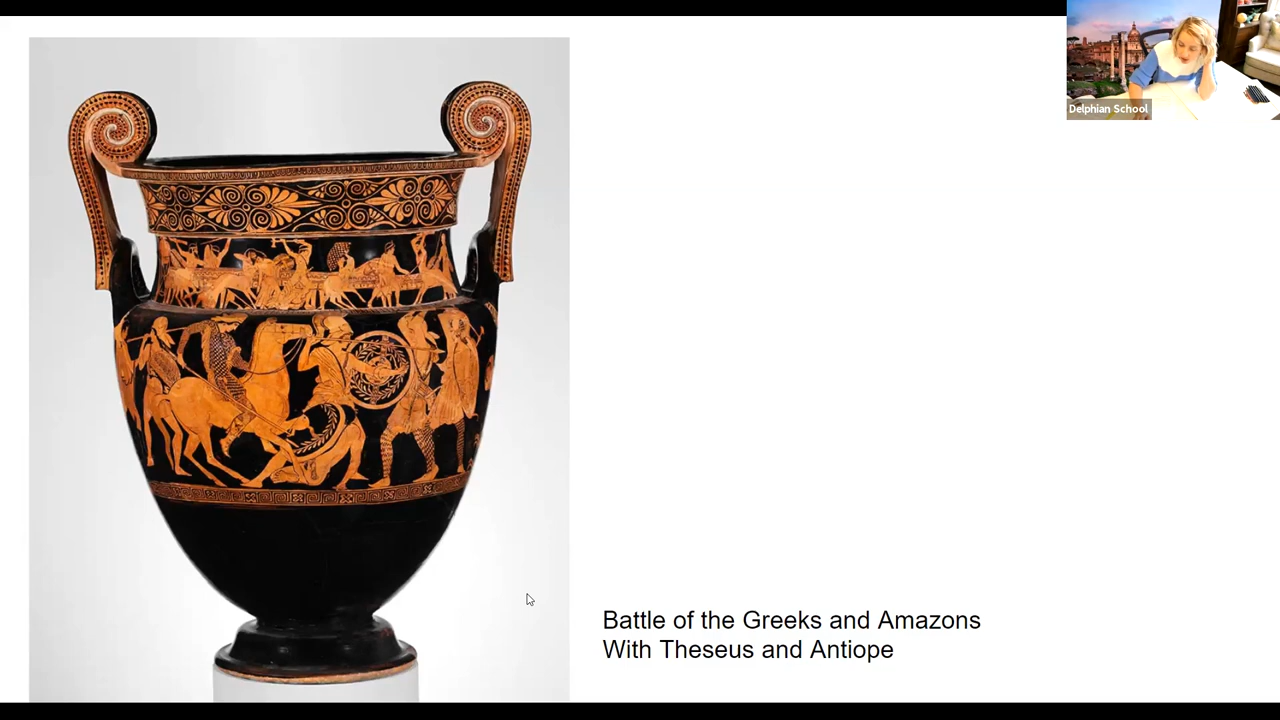 Delphian School
Battle of the Greeks and Amazons
With Theseus and Antiope